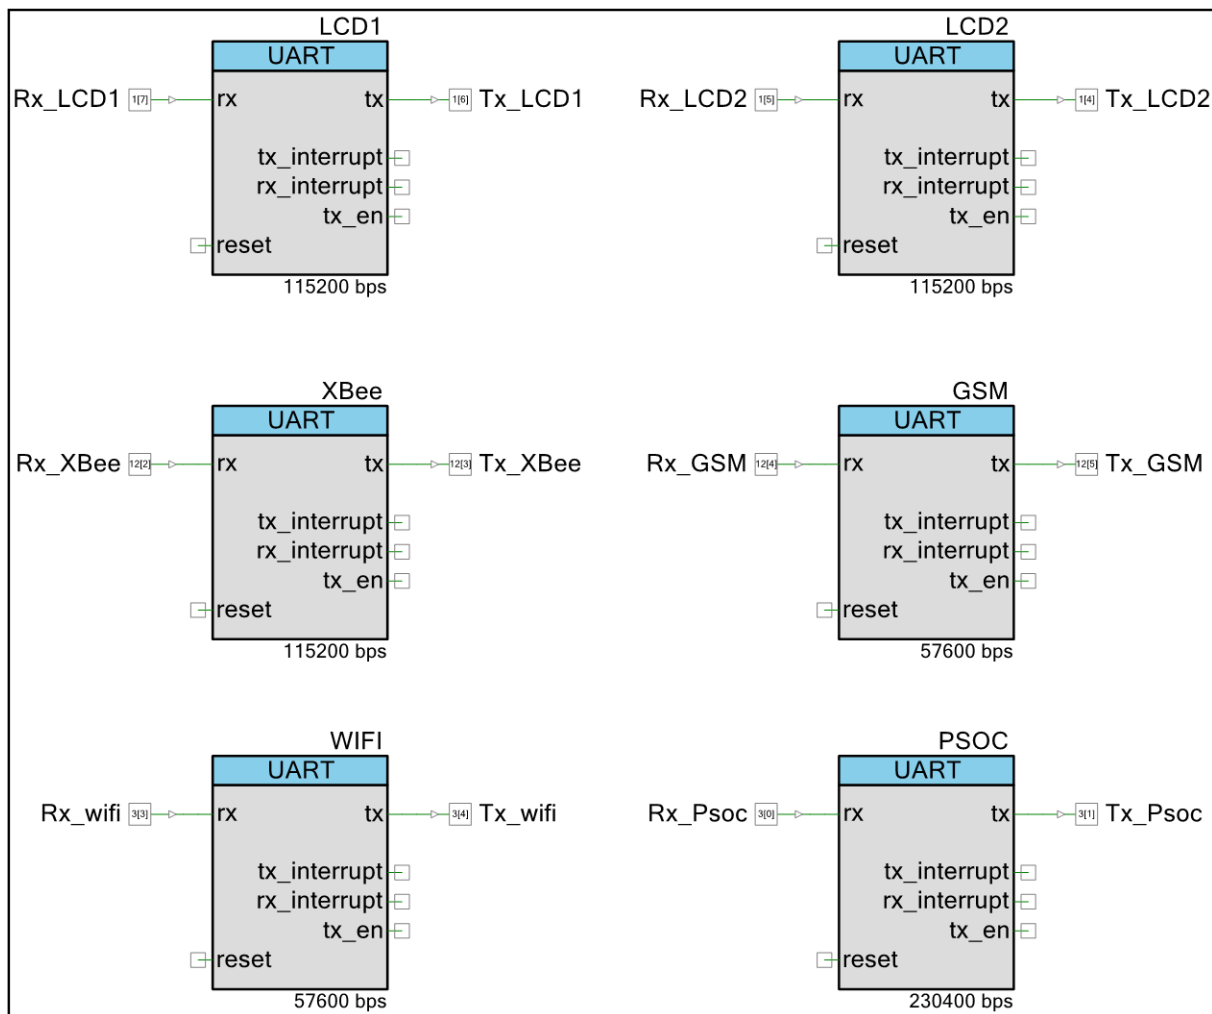 LCD1
UART
Rx_LCD1 1[7] rx tx 1[6] Tx_LCD1
tx_interrupt
rx_interrupt
tx_en
reset
115200 bps
LCD2
UART
Rx_LCD2 1[5] rx tx 1[4] Tx_LCD2
tx_interrupt
rx_interrupt
tx_en
reset
115200 bps
XBee
UART
Rx_XBee 12[2] rx tx 12[3] Tx_XBee
tx_interrupt
rx_interrupt
tx_en
reset
115200 bps
GSM
UART
Rx_GSM 12[4] rx tx 12[5] Tx_GSM
tx_interrupt
rx_interrupt
tx_en
reset
57600 bps
WIFI
UART
Rx_wifi 3[3] rx tx 3[4] Tx_wifi
tx_interrupt
rx_interrupt
tx_en
reset
57600 bps
PSOC
UART
Rx_Psoc 3[0] rx tx 3[1] Tx_Psoc
tx_interrupt
rx_interrupt
tx_en
reset
230400 bps